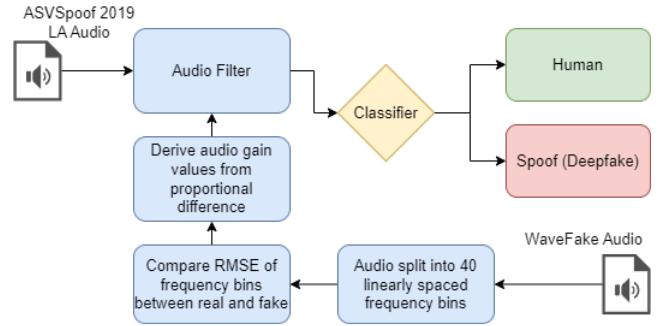 ASVSpoof 2019
LA Audio
Audio Filter
Classifier
Human
Spoof (Deepfake)
Derive audio gain
values from
proportional
difference
Compare RMSE of
frequency bins
between real and fake
Audio split into 40
linearly spaced
frequency bins
WaveFake Audio